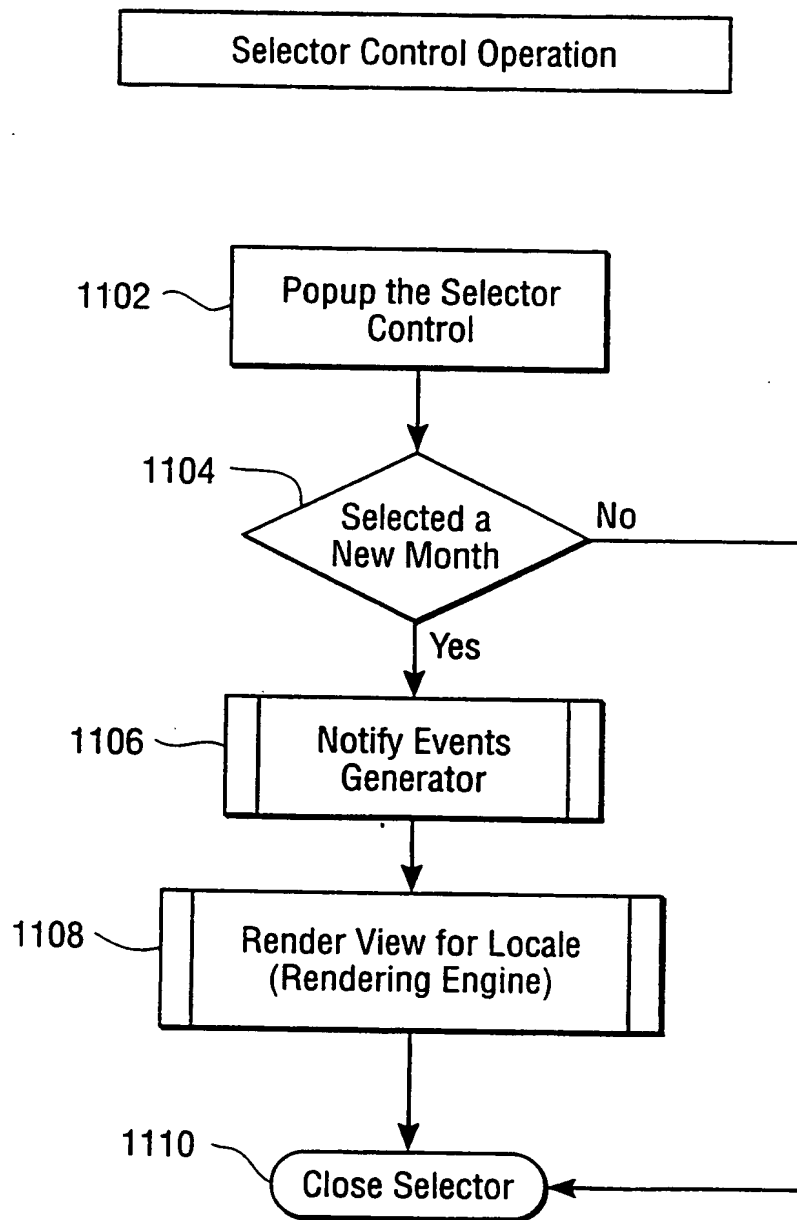 Selector Control Operation
1102
Popup the Selector
Control
1104
Selected a
New Month
No
Yes
1106
Notify Events
Generator
1108
Render View for Locale
(Rendering Engine)
1110
Close Selector